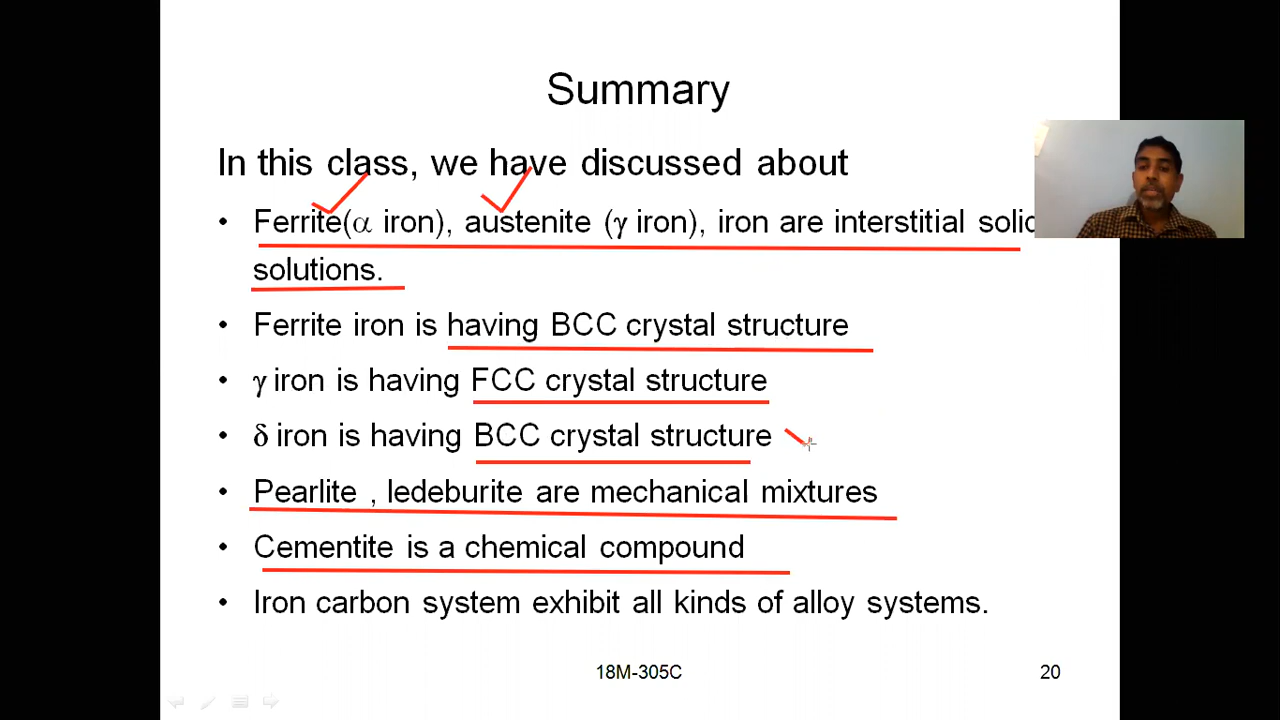 Summary
In this class, we have discussed about
• Ferrite(α iron), austenite (γ iron), iron are interstitial solid
solutions.
• Ferrite iron is having BCC crystal structure
• γ iron is having FCC crystal structure
• δ iron is having BCC crystal structure
• Pearlite , ledeburite are mechanical mixtures
• Cementite is a chemical compound
• Iron carbon system exhibit all kinds of alloy systems.
18M-305C
20